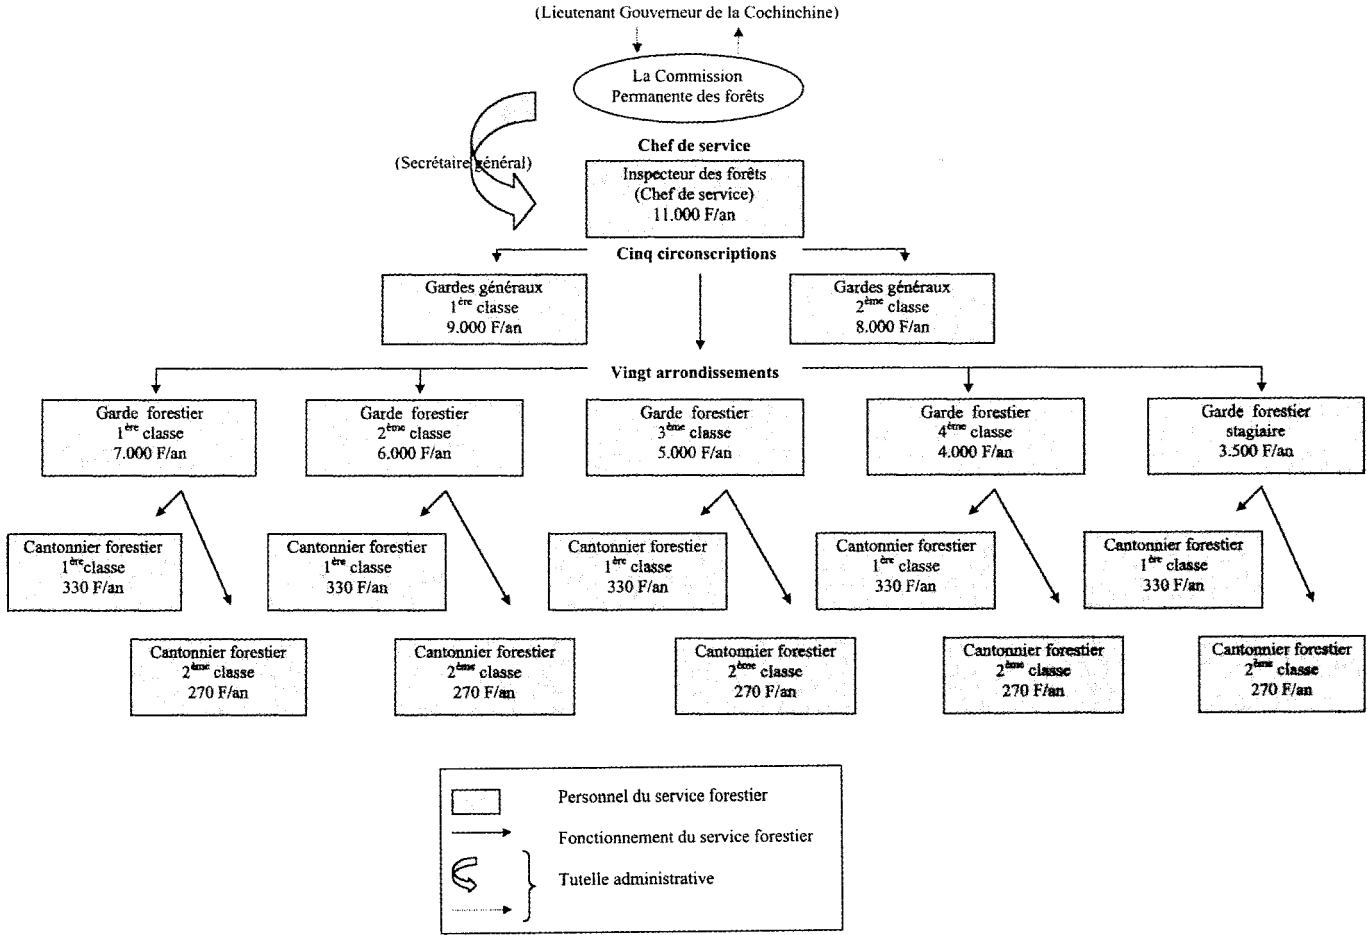 (Lieutenant Gouverneur de la Cochinchine)
La Commission
Permanente des forêts
(Secrétaire général)
Chef de service
Inspecteur des forêts
(Chef de service)
11.000 F/an
Cinq circonscriptions
Gardes généraux
1ère classe
9.000 F/an
Gardes généraux
2ème classe
8.000 F/an
Vingt arrondissements
Garde forestier
1ère classe
7.000 F/an
Garde forestier
2ème classe
6.000 F/an
Garde forestier
3ème classe
5.000 F/an
Garde forestier
4ème classe
4.000 F/an
Garde forestier
stagiaire
3.500 F/an
Cantonnier forestier
1ère classe
330 F/an
Cantonnier forestier
1ère classe
330 F/an
Cantonnier forestier
1ère classe
330 F/an
Cantonnier forestier
1ère classe
330 F/an
Cantonnier forestier
1ère classe
330 F/an
Cantonnier forestier
2ème classe
270 F/an
Cantonnier forestier
2ème classe
270 F/an
Cantonnier forestier
2ème classe
270 F/an
Cantonnier forestier
2ème classe
270 F/an
Cantonnier forestier
2ème classe
270 F/an
Personnel du service forestier
Fonctionnement du service forestier
Tutelle administrative